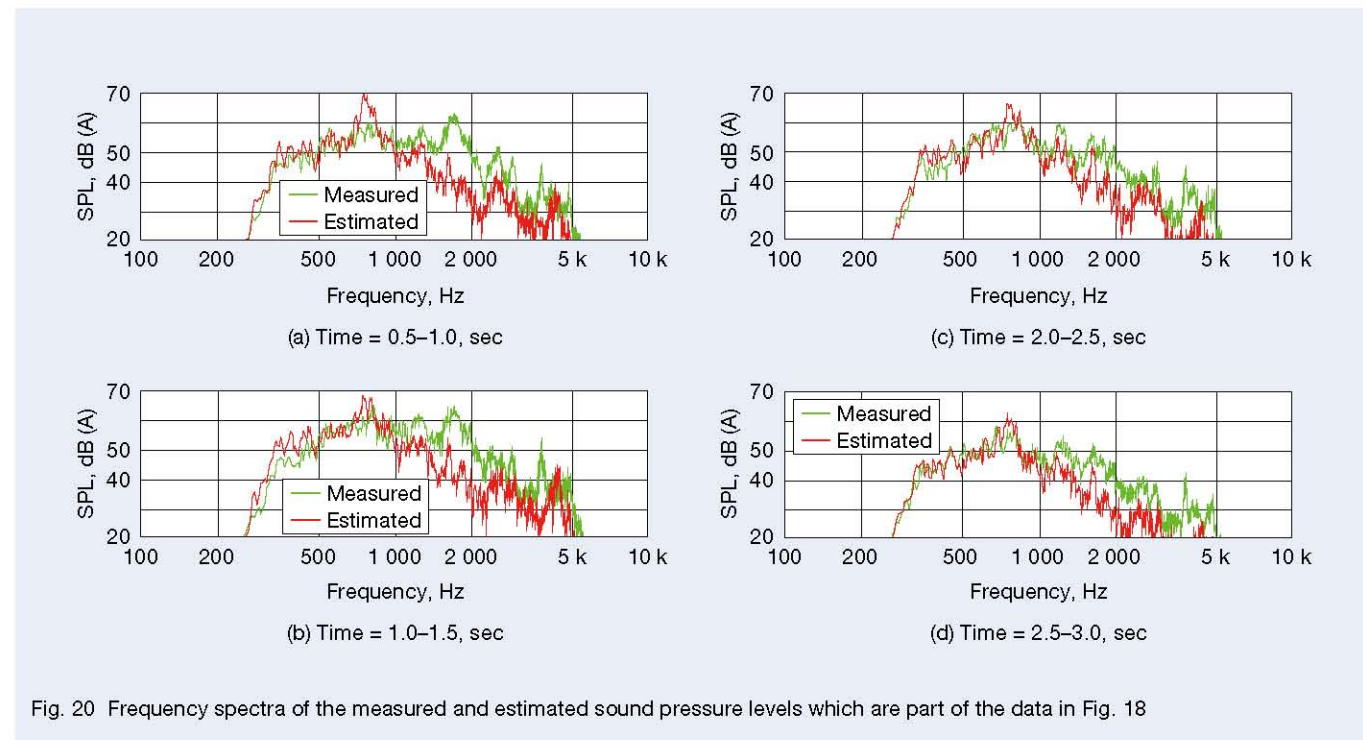 70
50
40
20
SPL, dB (A)
Measured
Estimated
100 200 500 1 000 2 000 5 k 10 k
Frequency, Hz
(a) Time = 0.5–1.0, sec
70
50
40
20
SPL, dB (A)
Measured
Estimated
100 200 500 1 000 2 000 5 k 10 k
Frequency, Hz
(b) Time = 1.0–1.5, sec
70
50
40
20
SPL, dB (A)
100 200 500 1 000 2 000 5 k 10 k
Frequency, Hz
(c) Time = 2.0–2.5, sec
70
50
40
20
SPL, dB (A)
Measured
Estimated
100 200 500 1 000 2 000 5 k 10 k
Frequency, Hz
(d) Time = 2.5–3.0, sec
Fig. 20 Frequency spectra of the measured and estimated sound pressure levels which are part of the data in Fig. 18